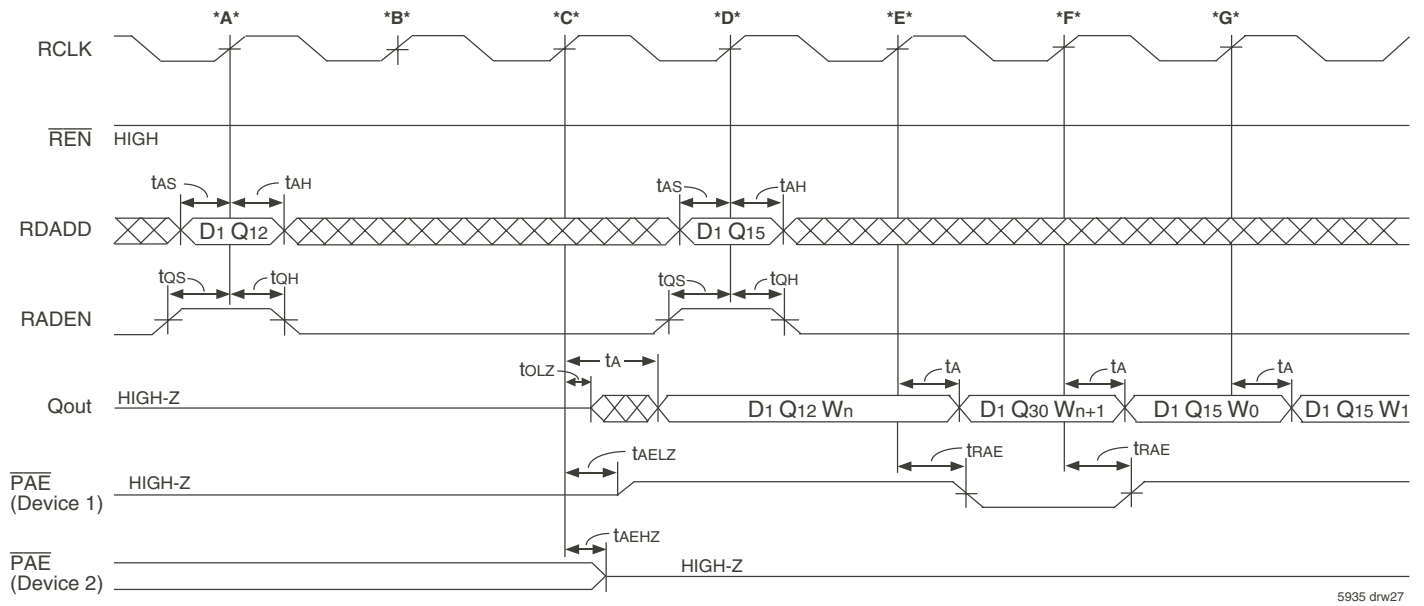 *A* *B* *C* *D* *E* *F* *G*
RCLK
REN HIGH
tAS tAH tAS tAH
RDADD D1 Q12 D1 Q15
tQS tQH tQS tQH
RADEN
tOLZ tA tA tA tA
Qout HIGH-Z D1 Q12 Wn D1 Q30 Wn+1 D1 Q15 W0 D1 Q15 W1
tAELZ tRAE tRAE
PAE HIGH-Z
(Device 1)
tAEHZ
PAE HIGH-Z
(Device 2)
5935 drw27